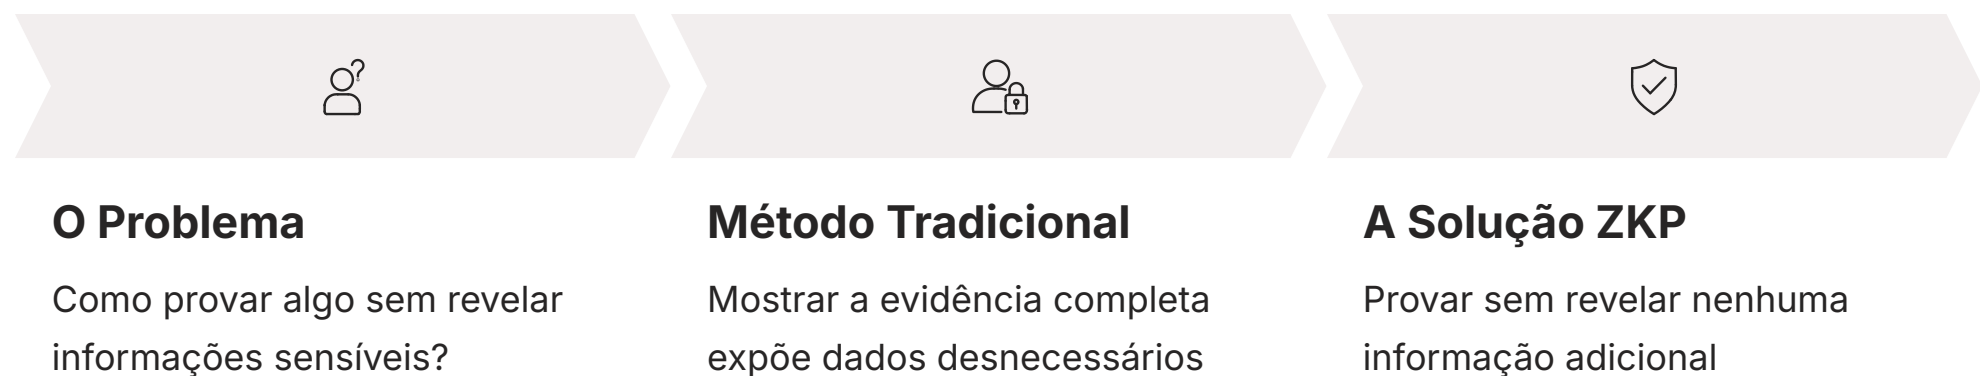 O Problema
Como provar algo sem revelar
informações sensíveis?
Método Tradicional
Mostrar a evidência completa
expõe dados desnecessários
A Solução ZKP
Provar sem revelar nenhuma
informação adicional